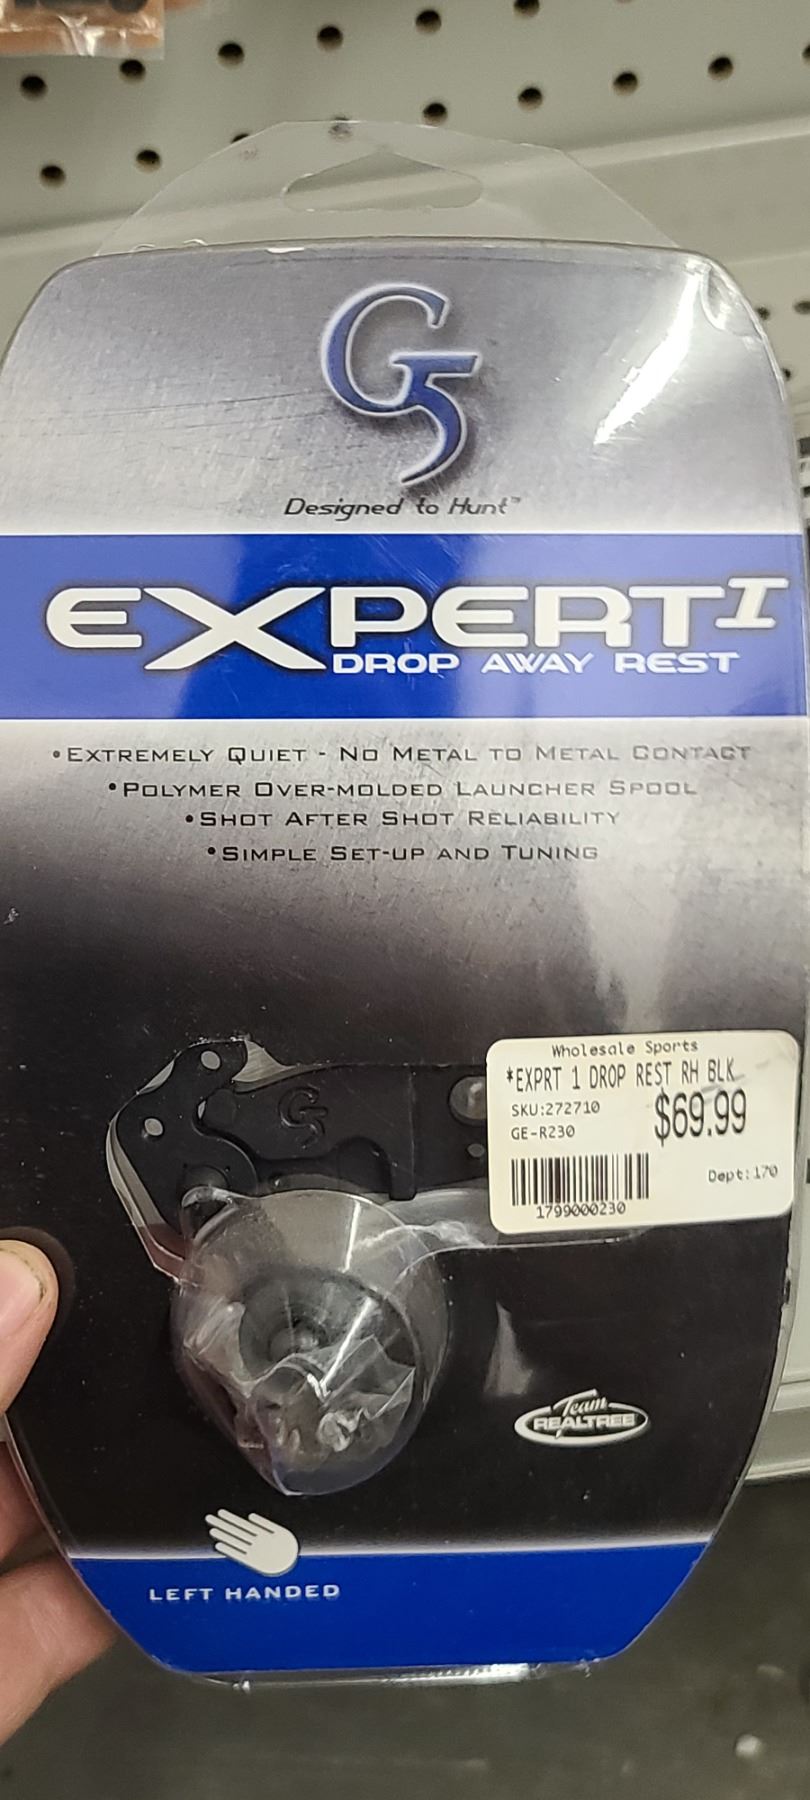 G5
Designed to Hunt™
EXPERT I
DROP AWAY REST
•EXTREMELY QUIET - NO METAL TO METAL CONTACT
•POLYMER OVER-MOLDED LAUNCHER SPOOL
•SHOT AFTER SHOT RELIABILITY
•SIMPLE SET-UP AND TUNING
G5
Wholesale Sports
*EXPRT 1 DROP REST RH BLK
SKU:272710
$69.99
GE-R230
Dept:170
1799000230
Team
REALTREE
LEFT HANDED